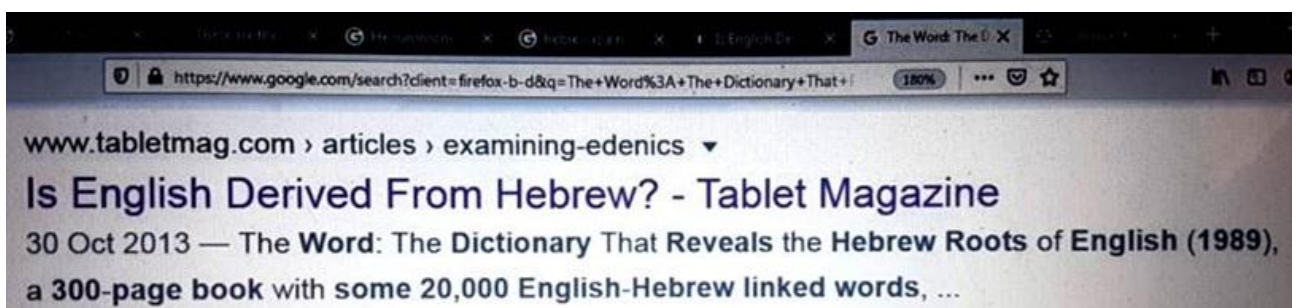 G The Word: The D X
https://www.google.com/search?client=firefox-b-d&q=The+Word%3A+The+Dictionary+That+ 180%
www.tabletmag.com › articles › examining-edenics
Is English Derived From Hebrew? - Tablet Magazine
30 Oct 2013 — The Word: The Dictionary That Reveals the Hebrew Roots of English (1989),
a 300-page book with some 20,000 English-Hebrew linked words, ...